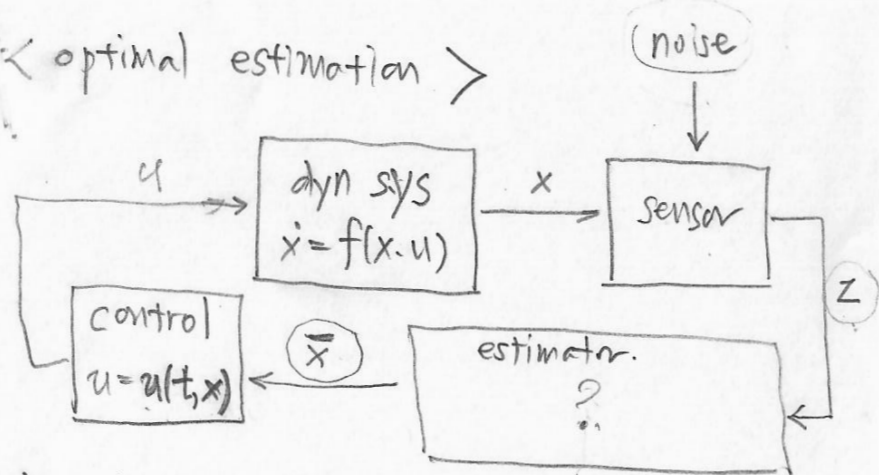 < optimal estimation >
noise
u
dyn sys
ẋ = f(x.u)
x
sensor
z
control
u = u(t,x)
x̅
estimator.
?